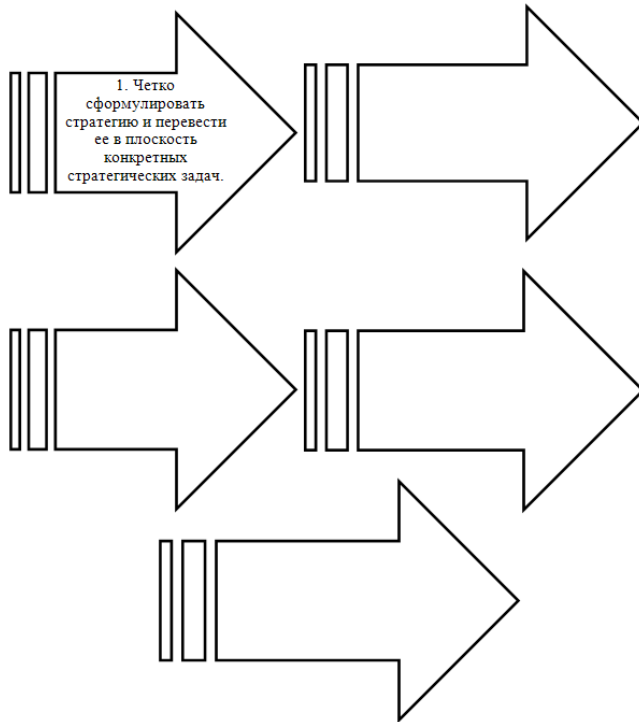 1. Четко
сформулировать
стратегию и перевести
ее в плоскость
конкретных
стратегических задач.